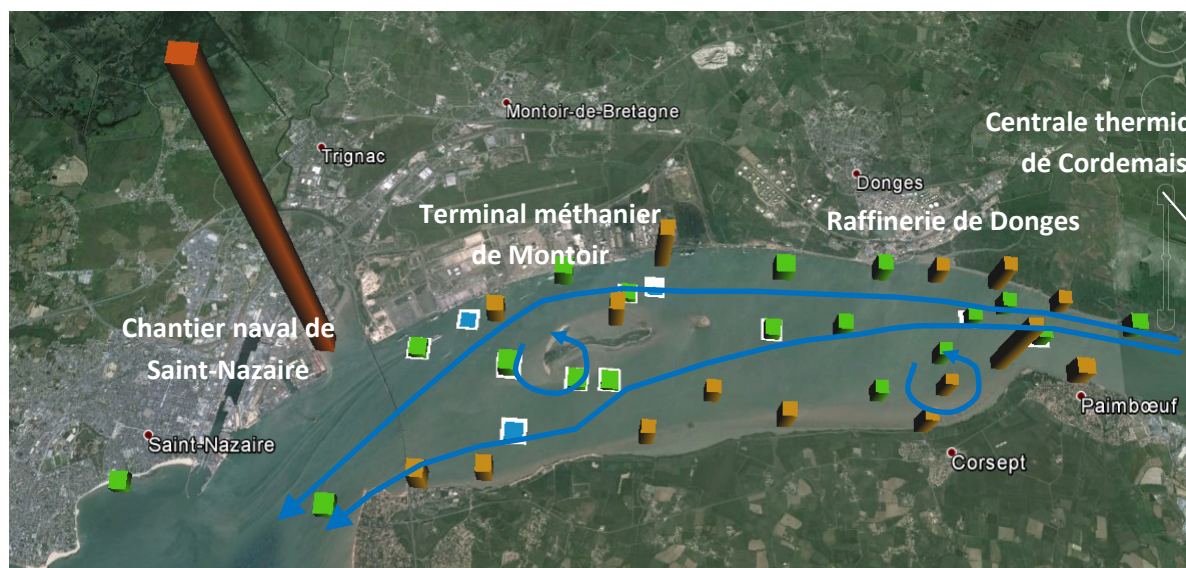 Montoir-de-Bretagne
Centrale thermic
de Cordemais
Trignac
Donges
Terminal méthanier
de Montoir
Raffinerie de Donges
Chantier naval de
Saint-Nazaire
Paimbœuf
Saint-Nazaire
Corsept